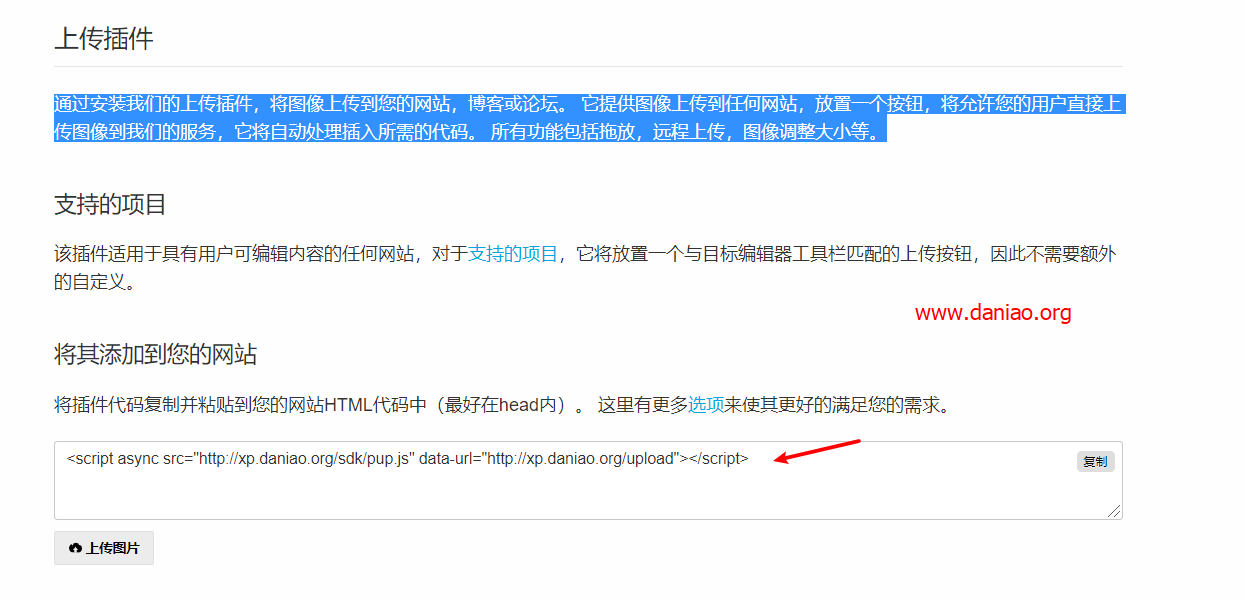 上传插件
通过安装我们的上传插件，将图像上传到您的网站，博客或论坛。 它提供图像上传到任何网站，放置一个按钮，将允许您的用户直接上
传图像到我们的服务，它将自动处理插入所需的代码。 所有功能包括拖放，远程上传，图像调整大小等。
支持的项目
该插件适用于具有用户可编辑内容的任何网站，对于支持的项目，它将放置一个与目标编辑器工具栏匹配的上传按钮，因此不需要额外
的自定义。
www.daniao.org
将其添加到您的网站
将插件代码复制并粘贴到您的网站HTML代码中（最好在head内）。 这里有更多选项来使其更好的满足您的需求。
<script async src="http://xp.daniao.org/sdk/pup.js" data-url="http://xp.daniao.org/upload"></script>
复制
上传图片